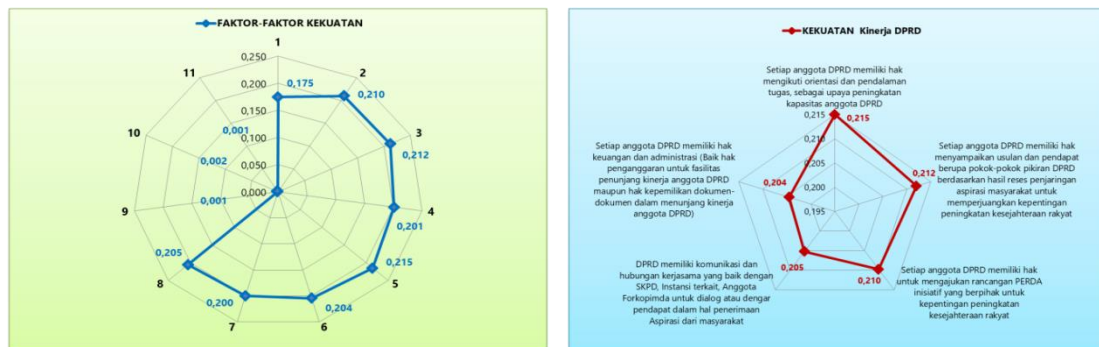 FAKTOR-FAKTOR KEKUATAN
1
0,250
11
2
0,200
0,175
0,210
0,150
10
0,001
0,100
3
0,212
0,002
0,050
0,000
9
0,001
4
0,201
0,205
0,215
8
5
0,200
0,204
7
6
KEKUATAN Kinerja DPRD
Setiap anggota DPRD memiliki hak
mengikuti orientasi dan pendalaman
tugas, sebagai upaya peningkatan
kapasitas anggota DPRD
0,215
0,215
0,210
0,205
0,200
0,195
Setiap anggota DPRD memiliki hak
menyampaikan usulan dan pendapat
berupa pokok-pokok pikiran DPRD
berdasarkan hasil reses penjaringan
aspirasi masyarakat untuk
memperjuangkan kepentingan
peningkatan kesejahteraan rakyat
0,212
Setiap anggota DPRD memiliki hak
untuk mengajukan rancangan PERDA
inisiatif yang berpihak untuk
kepentingan peningkatan
kesejahteraan rakyat
0,210
DPRD memiliki komunikasi dan
hubungan kerjasama yang baik dengan
SKPD, Instansi terkait, Anggota
Forkopimda untuk dialog atau dengar
pendapat dalam hal penerimaan
Aspirasi dari masyarakat
0,205
Setiap anggota DPRD memiliki hak
keuangan dan administrasi (Baik hak
penganggaran untuk fasilitas
penunjang kinerja anggota DPRD
maupun hak kepemilikan dokumen-
dokumen dalam menunjang kinerja
anggota DPRD)
0,204